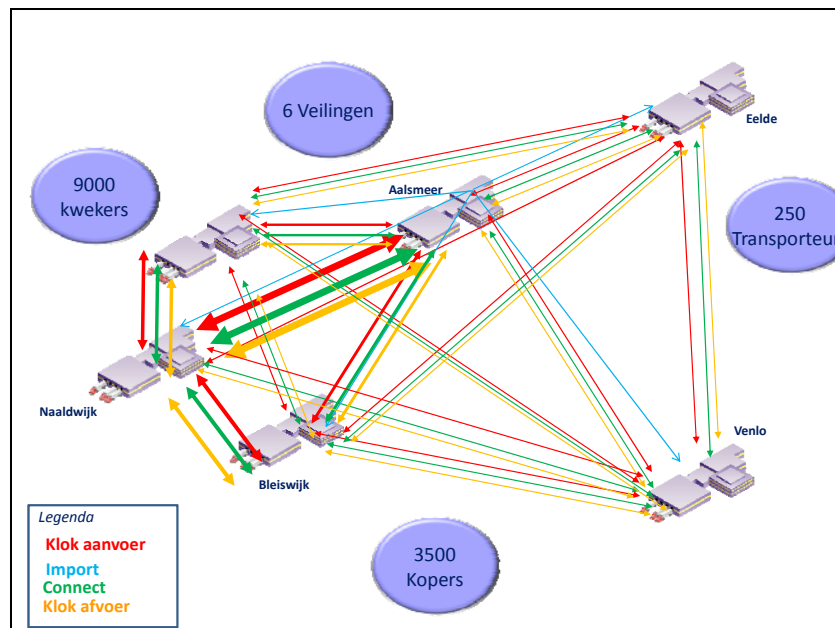 6 Veilingen
Eelde
Aalsmeer
9000
kwekers
250
Transporteur
Naaldwijk
Venlo
Bleiswijk
Legenda
Klok aanvoer
Import
Connect
Klok afvoer
3500
Kopers